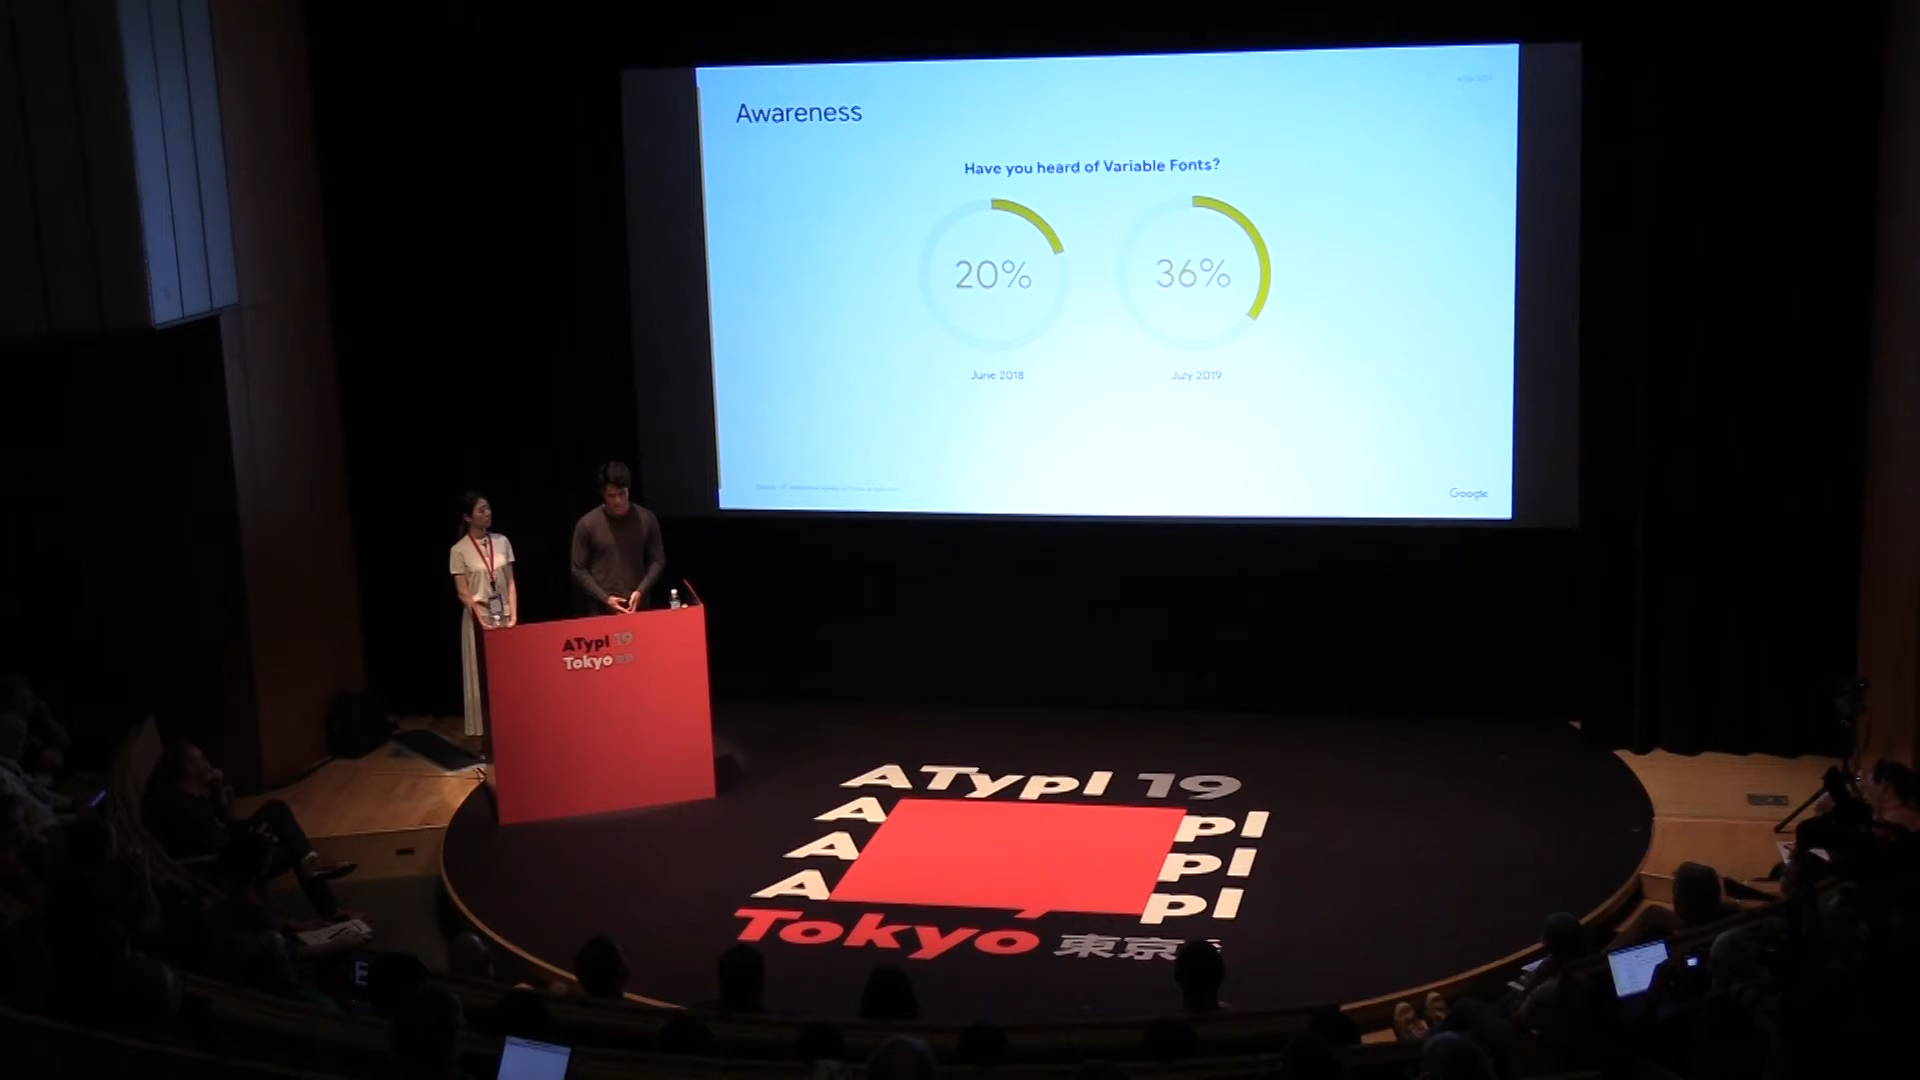 Awareness
Have you heard of Variable Fonts?
20%
36%
June 2018
July 2019
Google
ATypI 19
Tokyo
ATypI 19
A pI
A pI
A pI
Tokyo 東京
E